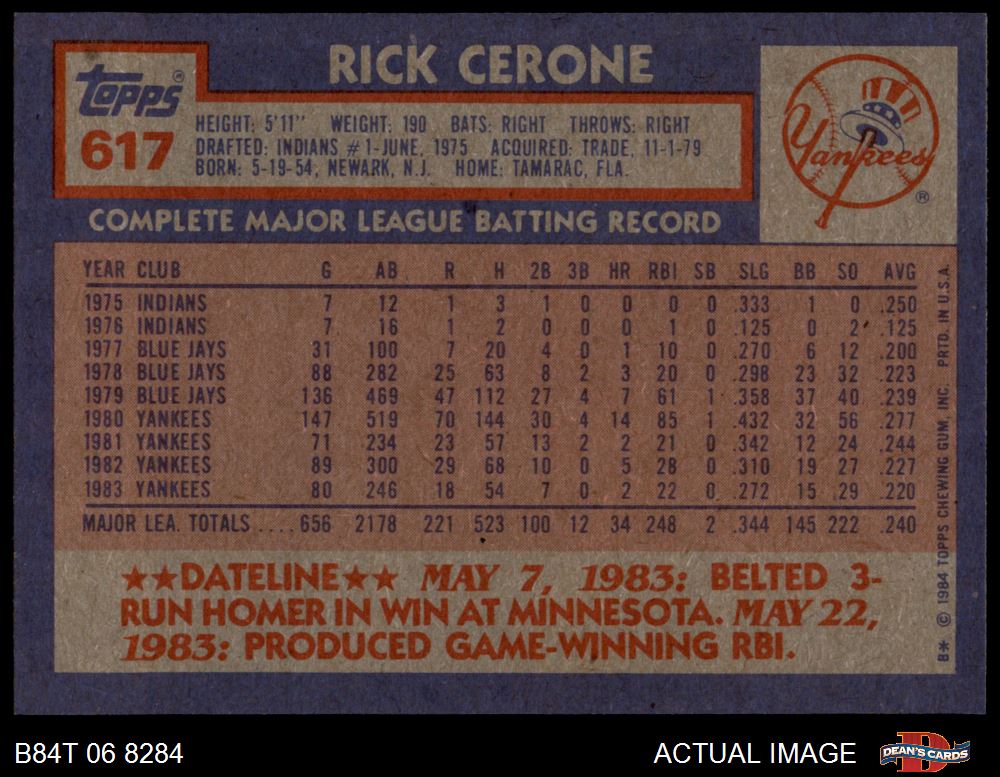 RICK CERONE
Topps®
617
HEIGHT: 5'11" WEIGHT: 190 BATS: RIGHT THROWS: RIGHT
DRAFTED: INDIANS #1-JUNE, 1975 ACQUIRED: TRADE, 11-1-79
BORN: 5-19-54, NEWARK, N.J. HOME: TAMARAC, FLA.
Yankees
®
COMPLETE MAJOR LEAGUE BATTING RECORD
YEAR CLUB G AB R H 2B 3B HR RBI SB SLG BB SO AVG
1975 INDIANS 7 12 1 3 1 0 0 0 0 .333 1 0 .250
1976 INDIANS 7 16 1 2 0 0 0 1 0 .125 0 2 .125
1977 BLUE JAYS 31 100 7 20 4 0 1 10 0 .270 6 12 .200
1978 BLUE JAYS 88 282 25 63 8 2 3 20 0 .298 23 32 .223
1979 BLUE JAYS 136 469 47 112 27 4 7 61 1 .358 37 40 .239
1980 YANKEES 147 519 70 144 30 4 14 85 1 .432 32 56 .277
1981 YANKEES 71 234 23 57 13 2 2 21 0 .342 12 24 .244
1982 YANKEES 89 300 29 68 10 0 5 28 0 .310 19 27 .227
1983 YANKEES 80 246 18 54 7 0 2 22 0 .272 15 29 .220
MAJOR LEA. TOTALS .... 656 2178 221 523 100 12 34 248 2 .344 145 222 .240
★★DATELINE★★ MAY 7, 1983: BELTED 3-
RUN HOMER IN WIN AT MINNESOTA. MAY 22,
1983: PRODUCED GAME-WINNING RBI.
B* © 1984 TOPPS CHEWING GUM, INC. PRTD. IN U.S.A.
B84T 06 8284
ACTUAL IMAGE
D
DEAN'S CARDS